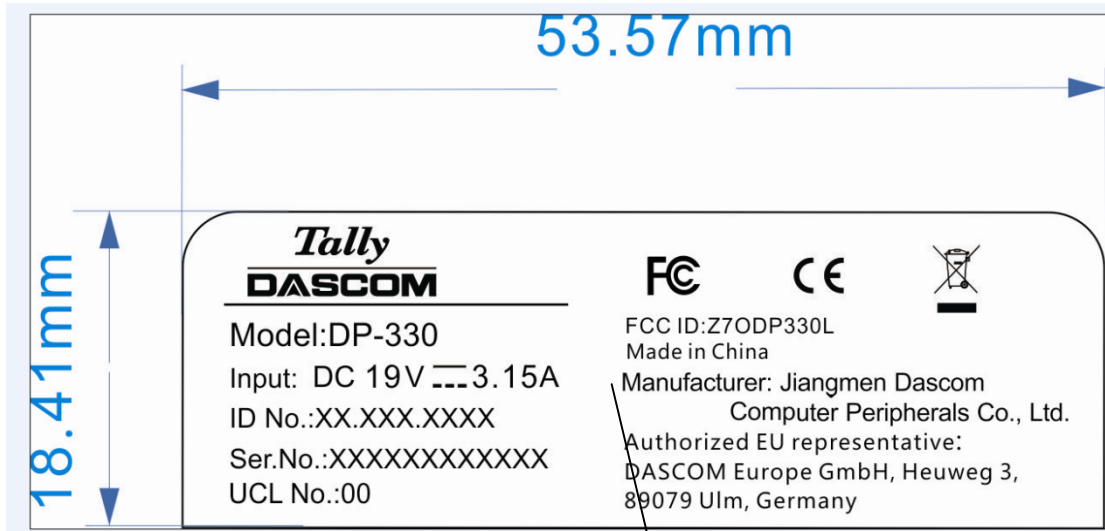 53.57mm
18.41mm
Tally
DASCOM
Model:DP-330
Input: DC 19V 3.15A
ID No.:XX.XXX.XXXX
Ser.No.:XXXXXXXXXXXX
UCL No.:00
FC CE
FCC ID:Z7ODP330L
Made in China
Manufacturer: Jiangmen Dascom
Computer Peripherals Co., Ltd.
Authorized EU representative:
DASCOM Europe GmbH, Heuweg 3,
89079 Ulm, Germany